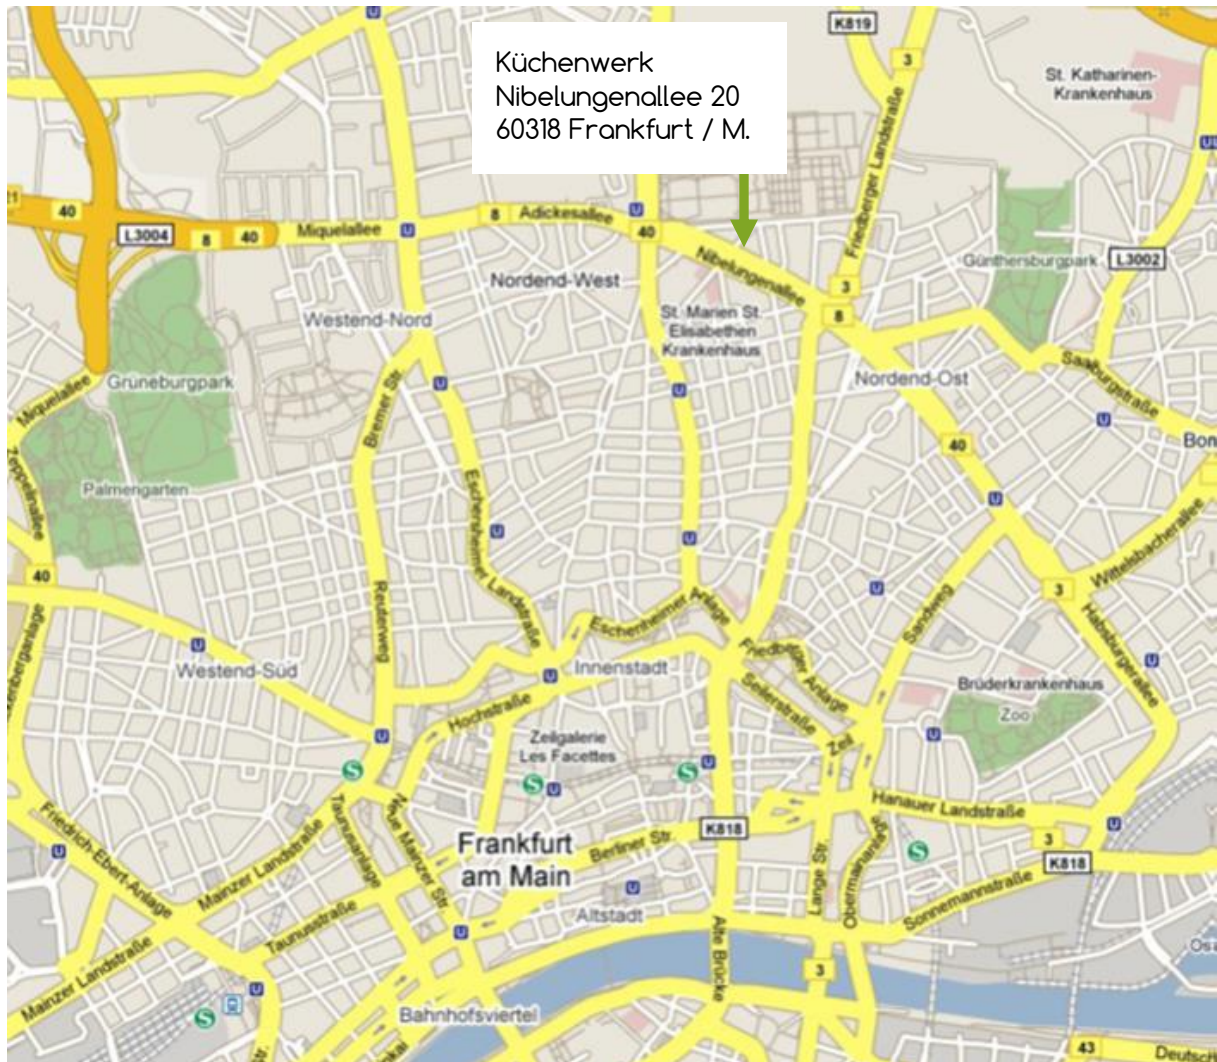 K819
3
Küchenwerk
Nibelungenallee 20
60318 Frankfurt / M.
St. Katharinen-
Krankenhaus
U
Friedberger Landstraße
40
L3004
8
40
Miquelallee
U
8
Adickesallee
U
40
Nibelungenallee
3
8
Günthersburgpark
L3002
Nordend-West
Westend-Nord
St. Marien St.
Elisabethen
Krankenhaus
Grüneburgpark
Miquelallee
Bremer Str.
U
U
Nordend-Ost
Saalburgstraße
U
Bon
40
Zeppelinallee
Palmengarten
Eschersheimer Landstraße
U
U
U
Wittelsbacherallee
40
Reuterweg
Eschenheimer Anlage
U
Sandweg
3
Habsburgerallee
U
Westend-Süd
U
Innenstadt
U
Friedberger Anlage
Seilerstraße
Brüderkrankenhaus
Zoo
Hochstraße
U
Zeilgalerie
Les Facettes
Zeil
U
S
S
U
S
U
Taunusanlage
Neue Mainzer Str.
Hanauer Landstraße
U
3
K818
Frankfurt
am Main
Berliner Str.
K818
Friedrich-Ebert-Anlage
U
Mainzer Landstraße
Lange Str.
Obermainanlage
S
Sonnemannstraße
U
Altstadt
Taunusstraße
U
Alte Brücke
3
Mainzer Landstraße
U
S
Bahnhofsviertel
43
Deutsch